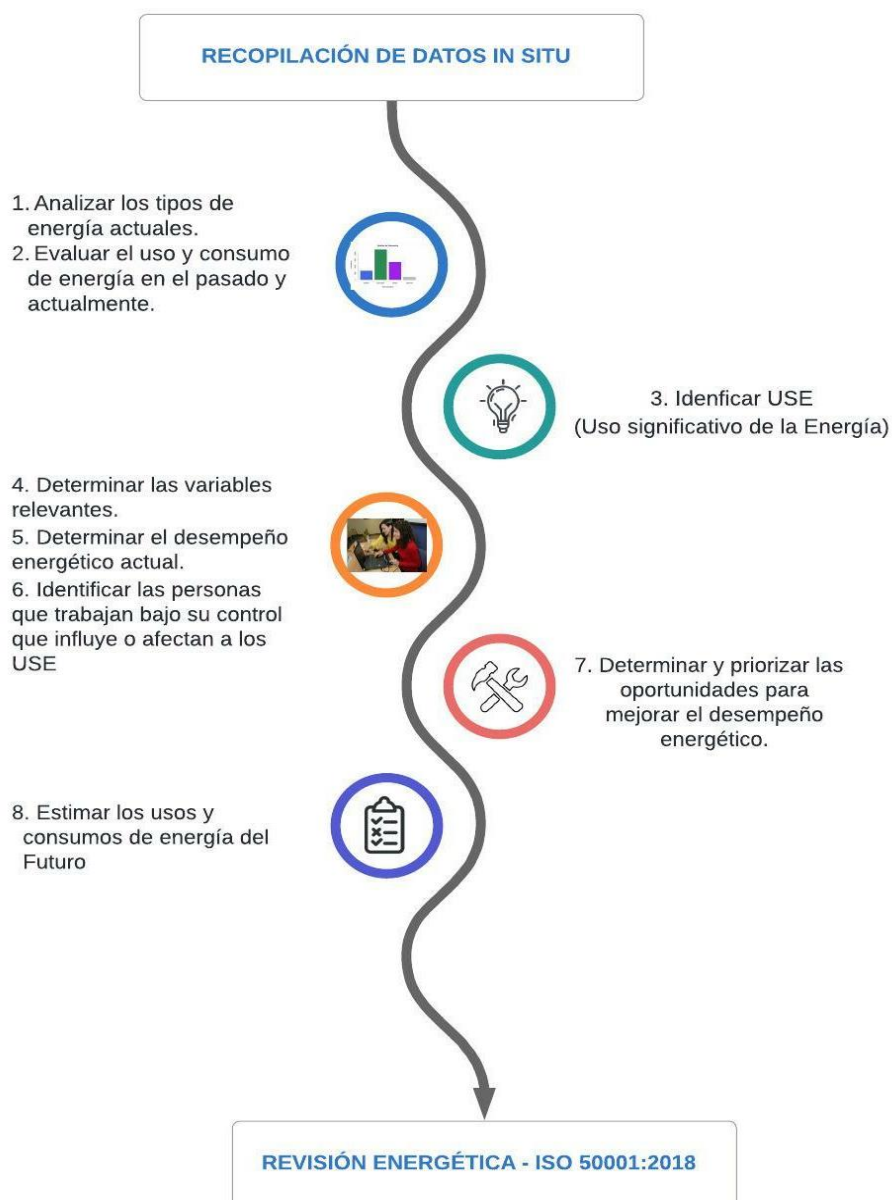 RECOPILACIÓN DE DATOS IN SITU
1. Analizar los tipos de
energía actuales.
2. Evaluar el uso y consumo
de energía en el pasado y
actualmente.
3. Idenficar USE
(Uso significativo de la Energía)
4. Determinar las variables
relevantes.
5. Determinar el desempeño
energético actual.
6. Identificar las personas
que trabajan bajo su control
que influye o afectan a los
USE
7. Determinar y priorizar las
oportunidades para
mejorar el desempeño
energético.
8. Estimar los usos y
consumos de energía del
Futuro
REVISIÓN ENERGÉTICA - ISO 50001:2018